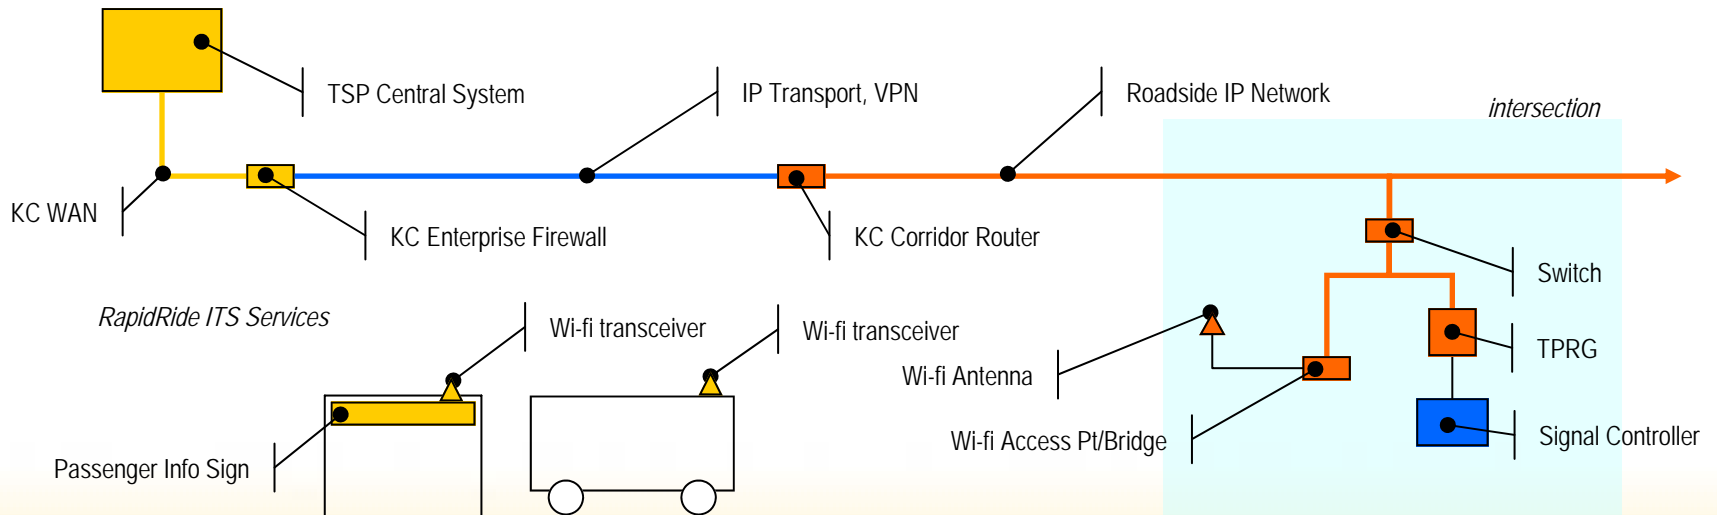 TSP Central System
IP Transport, VPN
Roadside IP Network
intersection
KC WAN
KC Enterprise Firewall
KC Corridor Router
Switch
RapidRide ITS Services
Wi-fi transceiver
Wi-fi transceiver
TPRG
Wi-fi Antenna
Wi-fi Access Pt/Bridge
Signal Controller
Passenger Info Sign